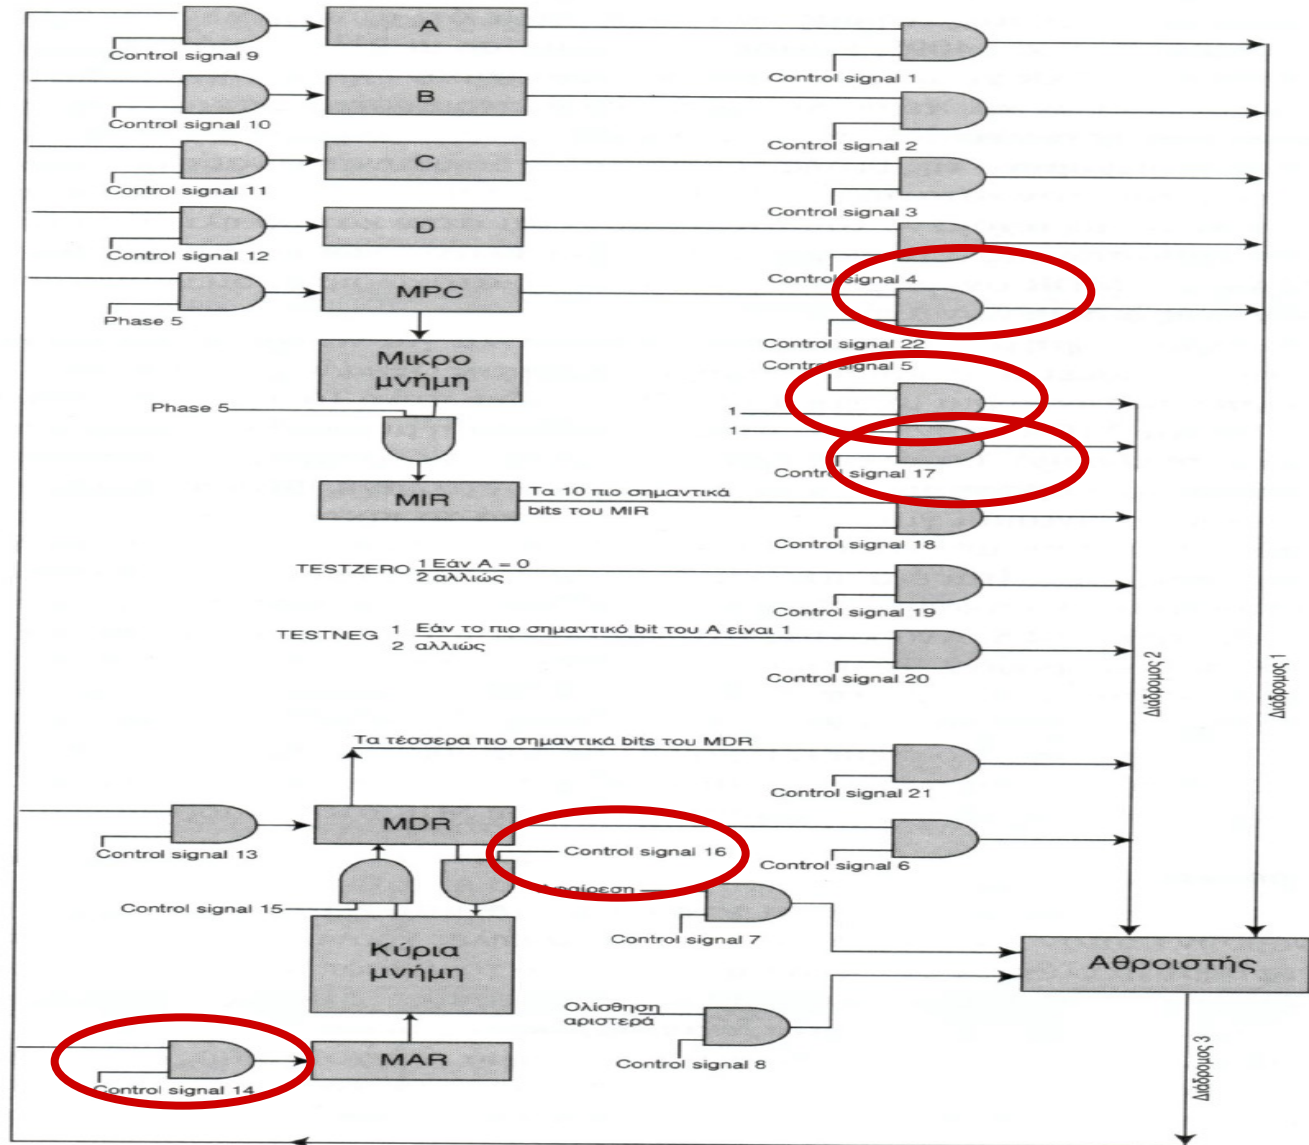 A
Control signal 9
Control signal 1
B
Control signal 10
Control signal 2
C
Control signal 11
Control signal 3
D
Control signal 12
Control signal 4
MPC
Phase 5
Control signal 22
Μικρο
μνήμη
Control signal 5
Phase 5
1
1
Control signal 17
MIR
Τα 10 πιο σημαντικά
bits του MIR
Control signal 18
TESTZERO 1 Εάν A = 0
2 αλλιώς
Control signal 19
TESTNEG 1 Εάν το πιο σημαντικό bit του A είναι 1
2 αλλιώς
Control signal 20
Διάδρομος 2
Διάδρομος 1
Τα τέσσερα πιο σημαντικά bits του MDR
Control signal 21
MDR
Control signal 13
Control signal 16
Control signal 6
Control signal 15
Control signal 7
Κύρια
μνήμη
Αθροιστής
Ολίσθηση
αριστερά
Control signal 8
MAR
Control signal 14
Διάδρομος 3